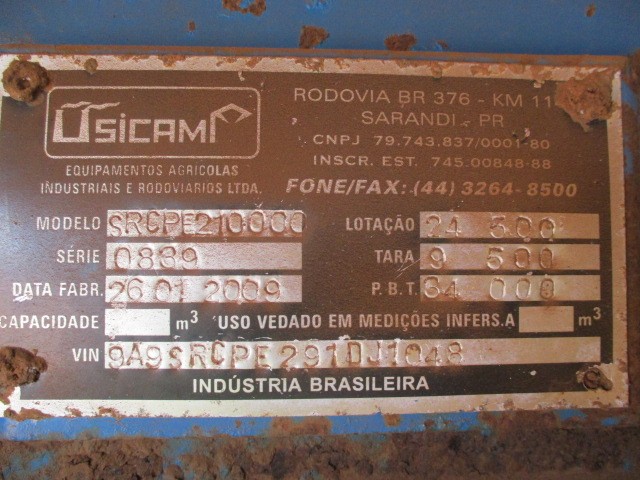 USICAMP
EQUIPAMENTOS AGRICOLAS
INDUSTRIAIS E RODOVIARIOS LTDA.
RODOVIA BR 376 - KM 11
SARANDI - PR
CNPJ 79.743.837/0001-80
INSCR. EST. 745.00848-88
FONE/FAX: (44) 3264-8500
MODELO SRCPE210000 LOTAÇÃO 24 500
SÉRIE 0839 TARA 9 500
DATA FABR. 26 01 2009 P.B.T. 34 000
CAPACIDADE m³ USO VEDADO EM MEDIÇÕES INFERS.A m³
VIN 9A9SRCPE291DJ1048
INDÚSTRIA BRASILEIRA